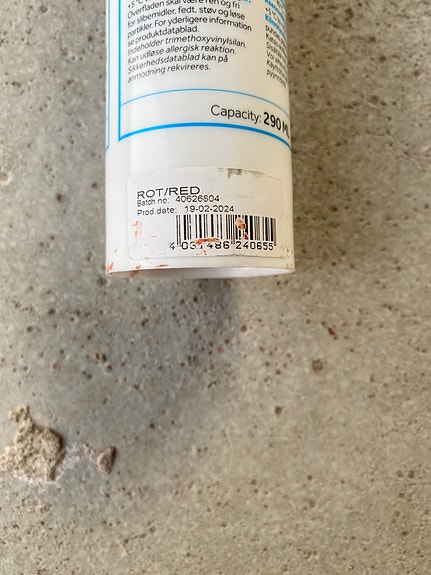 +5 °C
Overfladen skal være ren og fri
for slibemidler, fedt, støv og løse
partikler. For yderligere information
se produktdatablad.
Indeholder trimethoxyvinylsilan.
Kan udløse allergisk reaktion.
Sikkerhedsdatablad kan på
anmodning rekvireres.
Capacity: 290 ML
ROT/RED
Batch no: 40626804
Prod.date: 19-02-2024
4 031486 240655